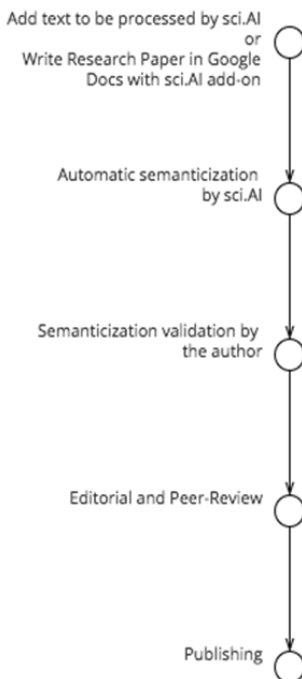 Add text to be processed by sci.AI
or
Write Research Paper in Google
Docs with sci.AI add-on
Automatic semanticization
by sci.AI
Semanticization validation by
the author
Editorial and Peer-Review
Publishing